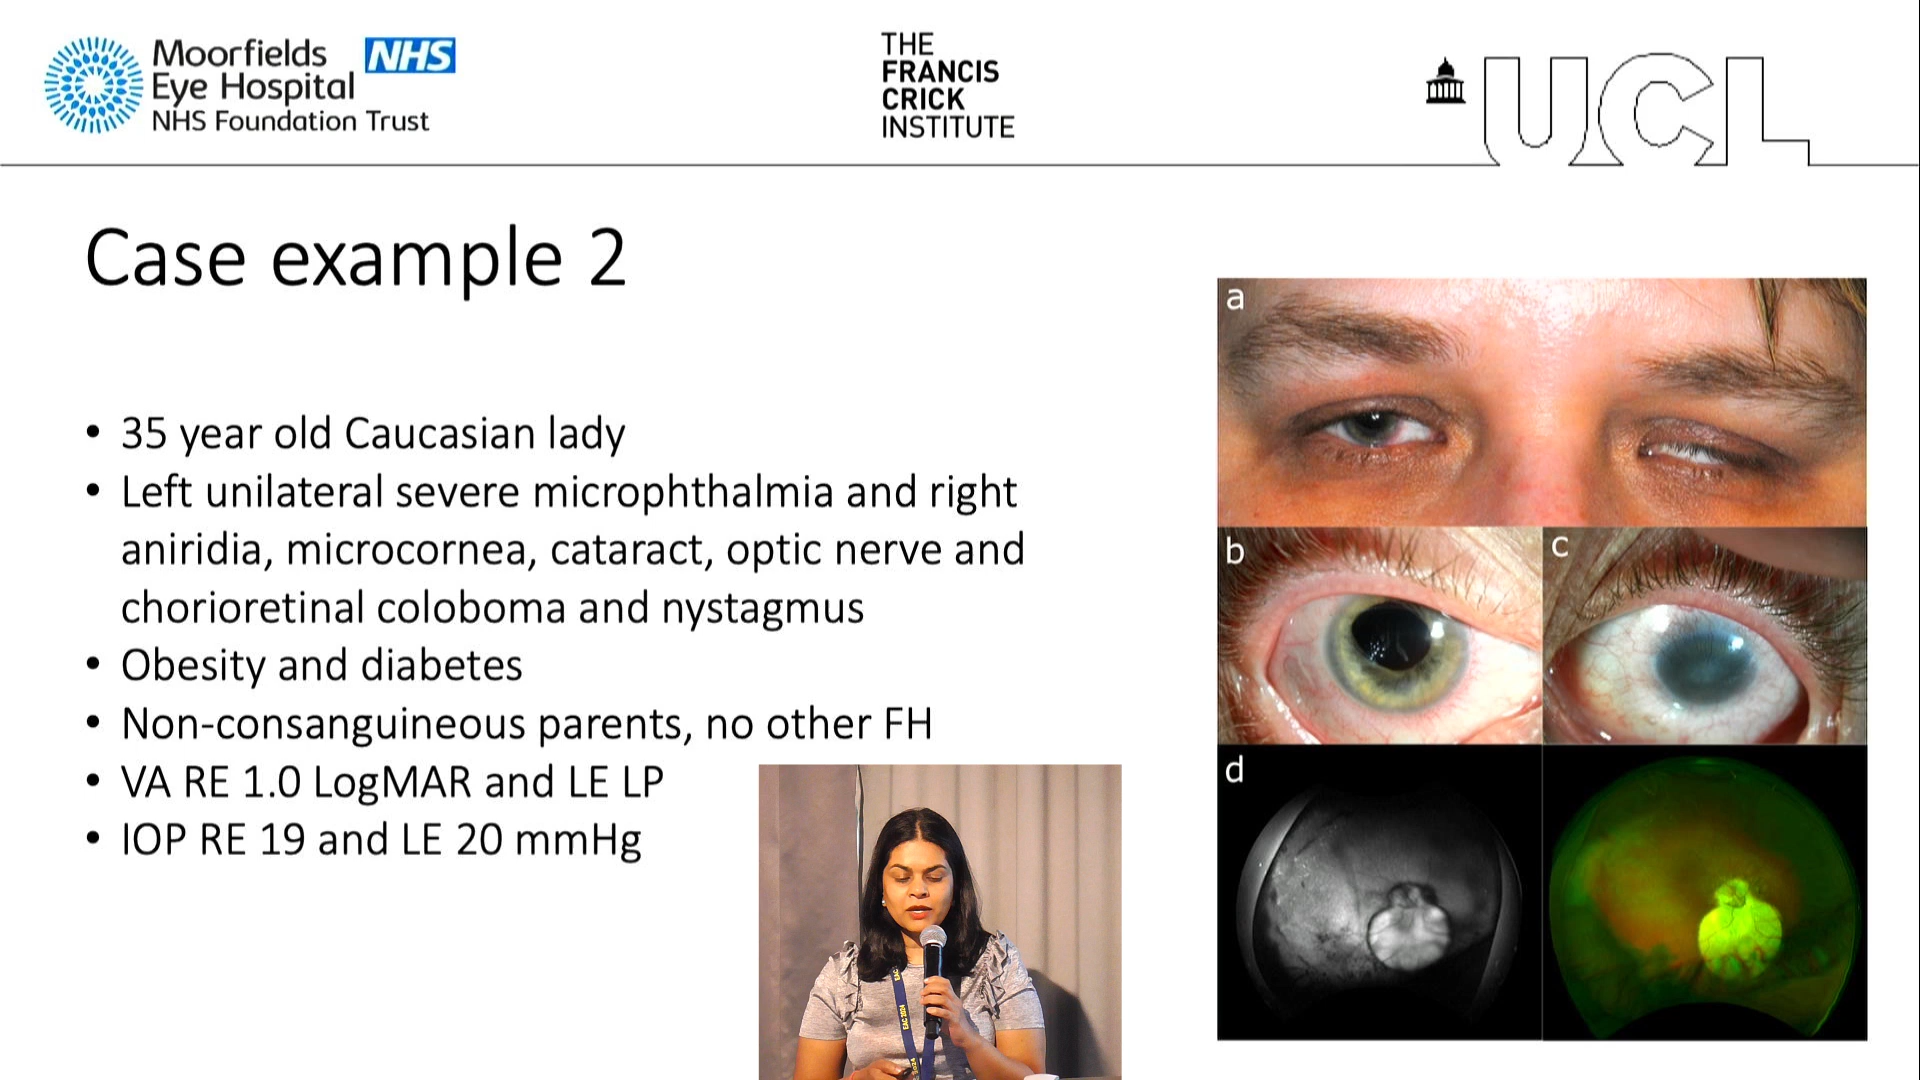 Moorfields NHS
Eye Hospital
NHS Foundation Trust
THE
FRANCIS
CRICK
INSTITUTE
UCL
Case example 2
• 35 year old Caucasian lady
• Left unilateral severe microphthalmia and right
aniridia, microcornea, cataract, optic nerve and
chorioretinal coloboma and nystagmus
• Obesity and diabetes
• Non-consanguineous parents, no other FH
• VA RE 1.0 LogMAR and LE LP
• IOP RE 19 and LE 20 mmHg
a
b
c
d
EAC 2024